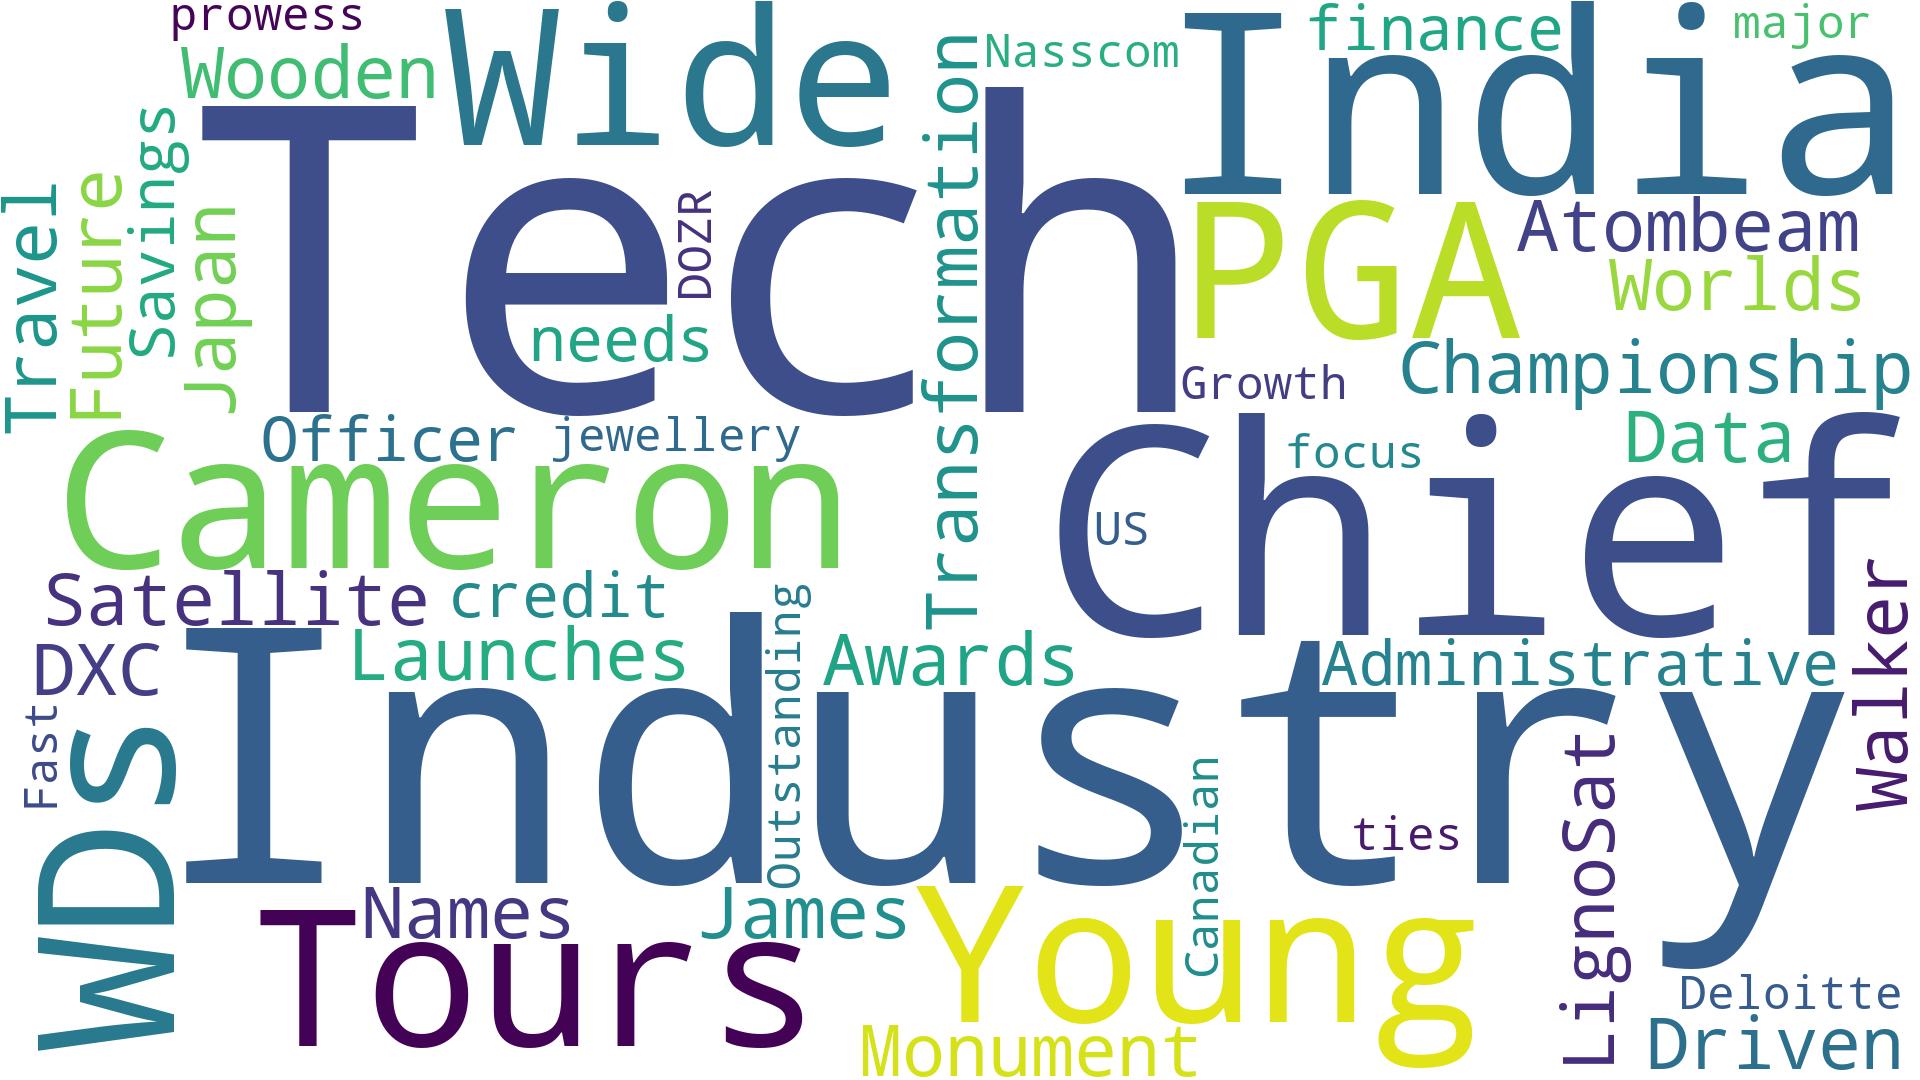 prowess
Wide
India
finance
major
Wooden
Nasscom
Tech
Transformation
Savings
Travel
Future
Japan
DOZR
PGA
Atombeam
Worlds
needs
Growth
Championship
Officer
jewellery
Cameron
Chief
focus
Data
US
Satellite
credit
Walker
DXC
Launches
Outstanding
Awards
Administrative
Industry
Fast
WDs
Canadian
ties
LignoSat
Names
James
Young
Tours
Deloitte
Monument
Driven